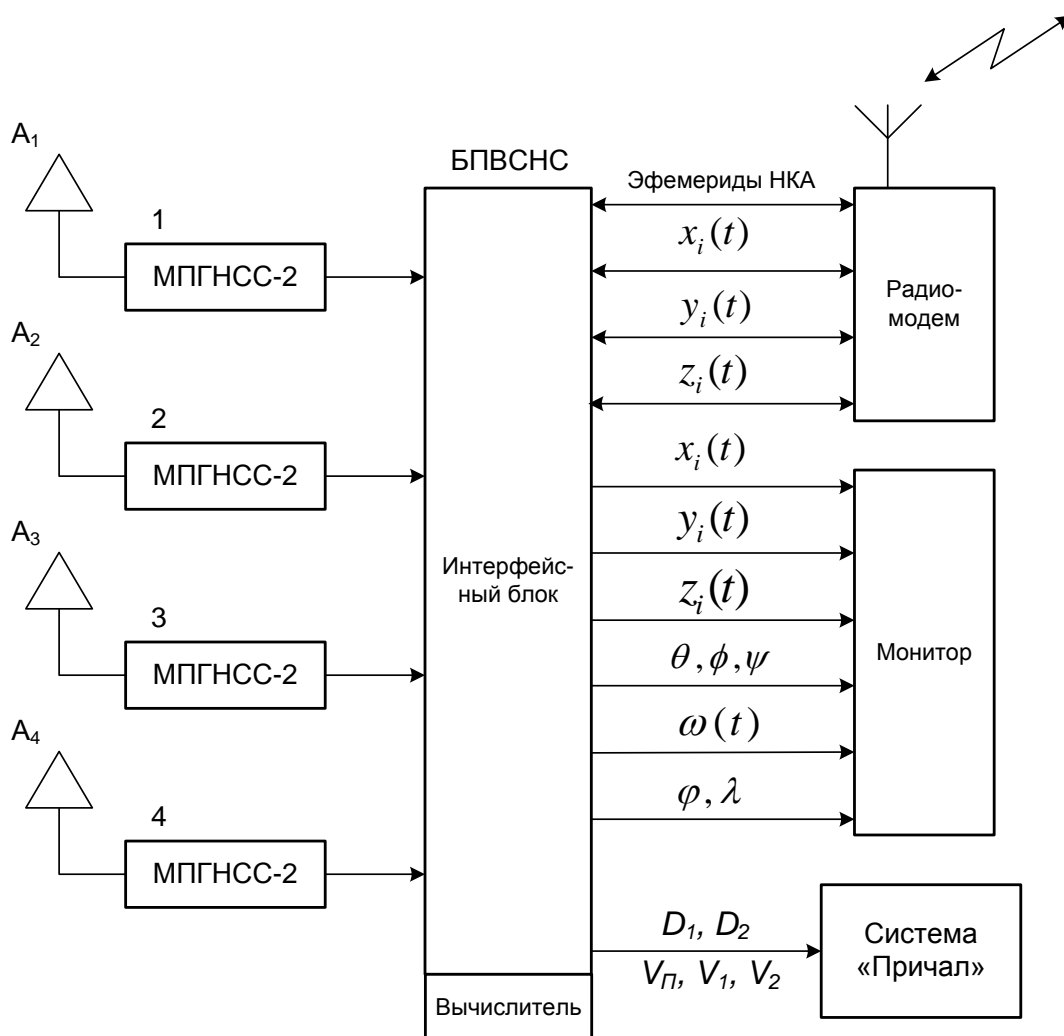 A₁
1
МПГНСС-2
A₂
2
МПГНСС-2
A₃
3
МПГНСС-2
A₄
4
МПГНСС-2
БПВСНС
Интерфейс-
ный блок
Вычислитель
Эфемериды НКА
xᵢ(t)
yᵢ(t)
zᵢ(t)
Радио-
модем
xᵢ(t)
yᵢ(t)
zᵢ(t)
θ, ϕ, ψ
ω(t)
φ, λ
Монитор
D₁, D₂
V_П, V₁, V₂
Система
«Причал»